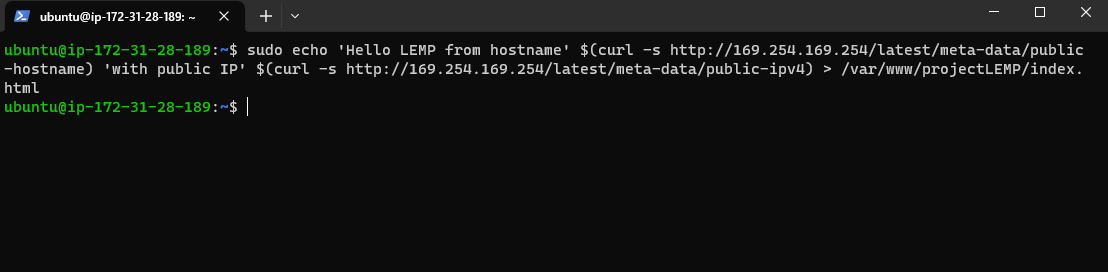 ubuntu@ip-172-31-28-189: ~
ubuntu@ip-172-31-28-189:~$ sudo echo 'Hello LEMP from hostname' $(curl -s http://169.254.169.254/latest/meta-data/public
-hostname) 'with public IP' $(curl -s http://169.254.169.254/latest/meta-data/public-ipv4) > /var/www/projectLEMP/index.
html
ubuntu@ip-172-31-28-189:~$